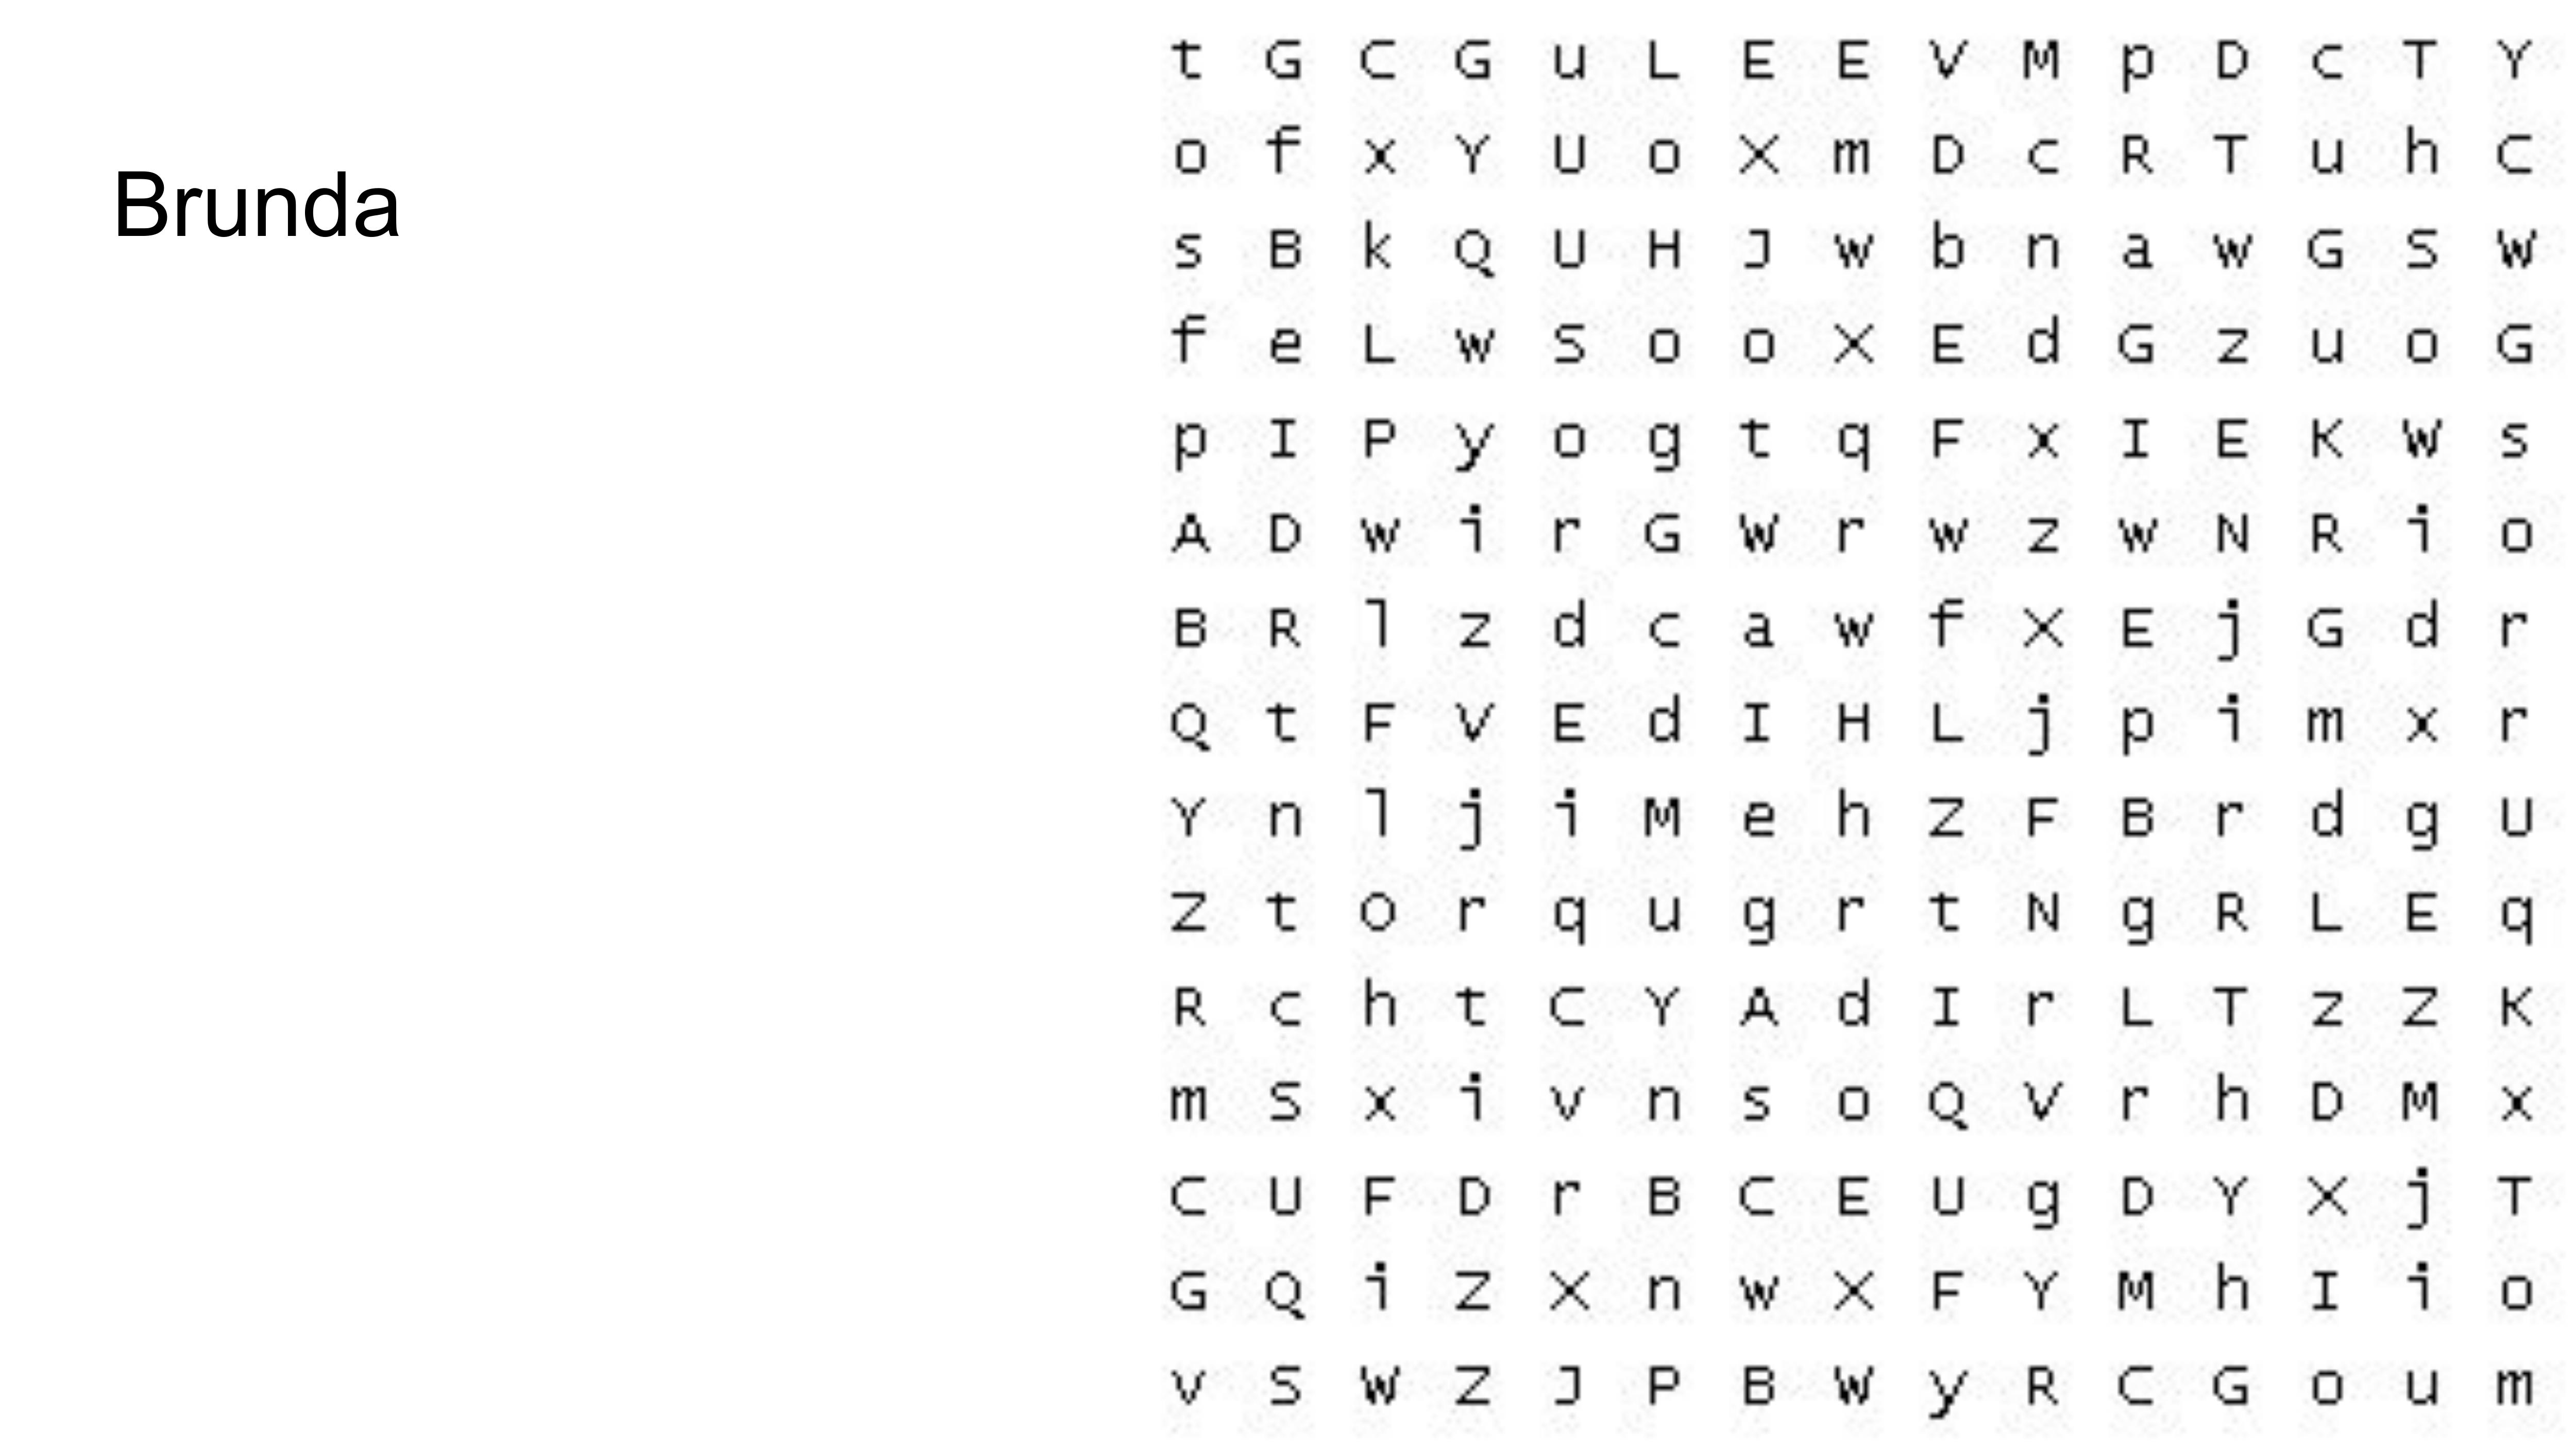 Brunda
t G C G u L E E V M p D c T Y
o f x Y U o X m D c R T u h C
s B k Q U H J w b n a w G S W
f e L w S o o X E d G z u o G
p I P y o g t q F x I E K W s
A D w i r G W r w z w N R i o
B R l z d c a w f X E j G d r
Q t F V E d I H L j p i m x r
Y n l j i M e h Z F B r d g U
Z t O r q u g r t N g R L E q
R c h t C Y A d I r L T z Z K
m S x i v n s o Q V r h D M x
C U F D r B C E U g D Y X j T
G Q i Z X n w X F Y M h I i o
v S W Z J P B W y R C G o u m